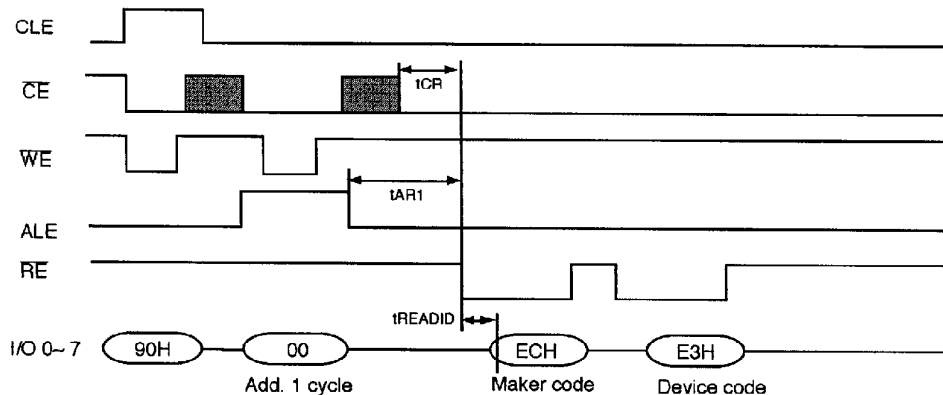 CLE
tCR
CE
WE
tAR1
ALE
RE
tREADID
I/O 0~7 90H 00 ECH E3H
Add. 1 cycle Maker code Device code